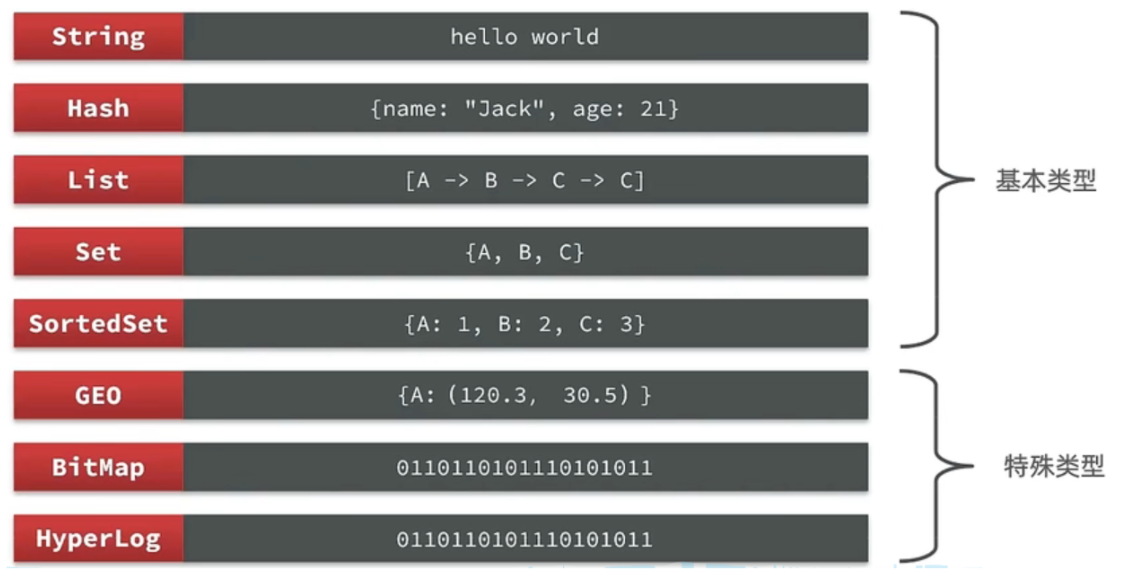 String hello world
Hash {name: "Jack", age: 21}
List [A -> B -> C -> C]
基本类型
Set {A, B, C}
SortedSet {A: 1, B: 2, C: 3}
GEO {A: (120.3, 30.5) }
BitMap 0110110101110101011
特殊类型
HyperLog 0110110101110101011